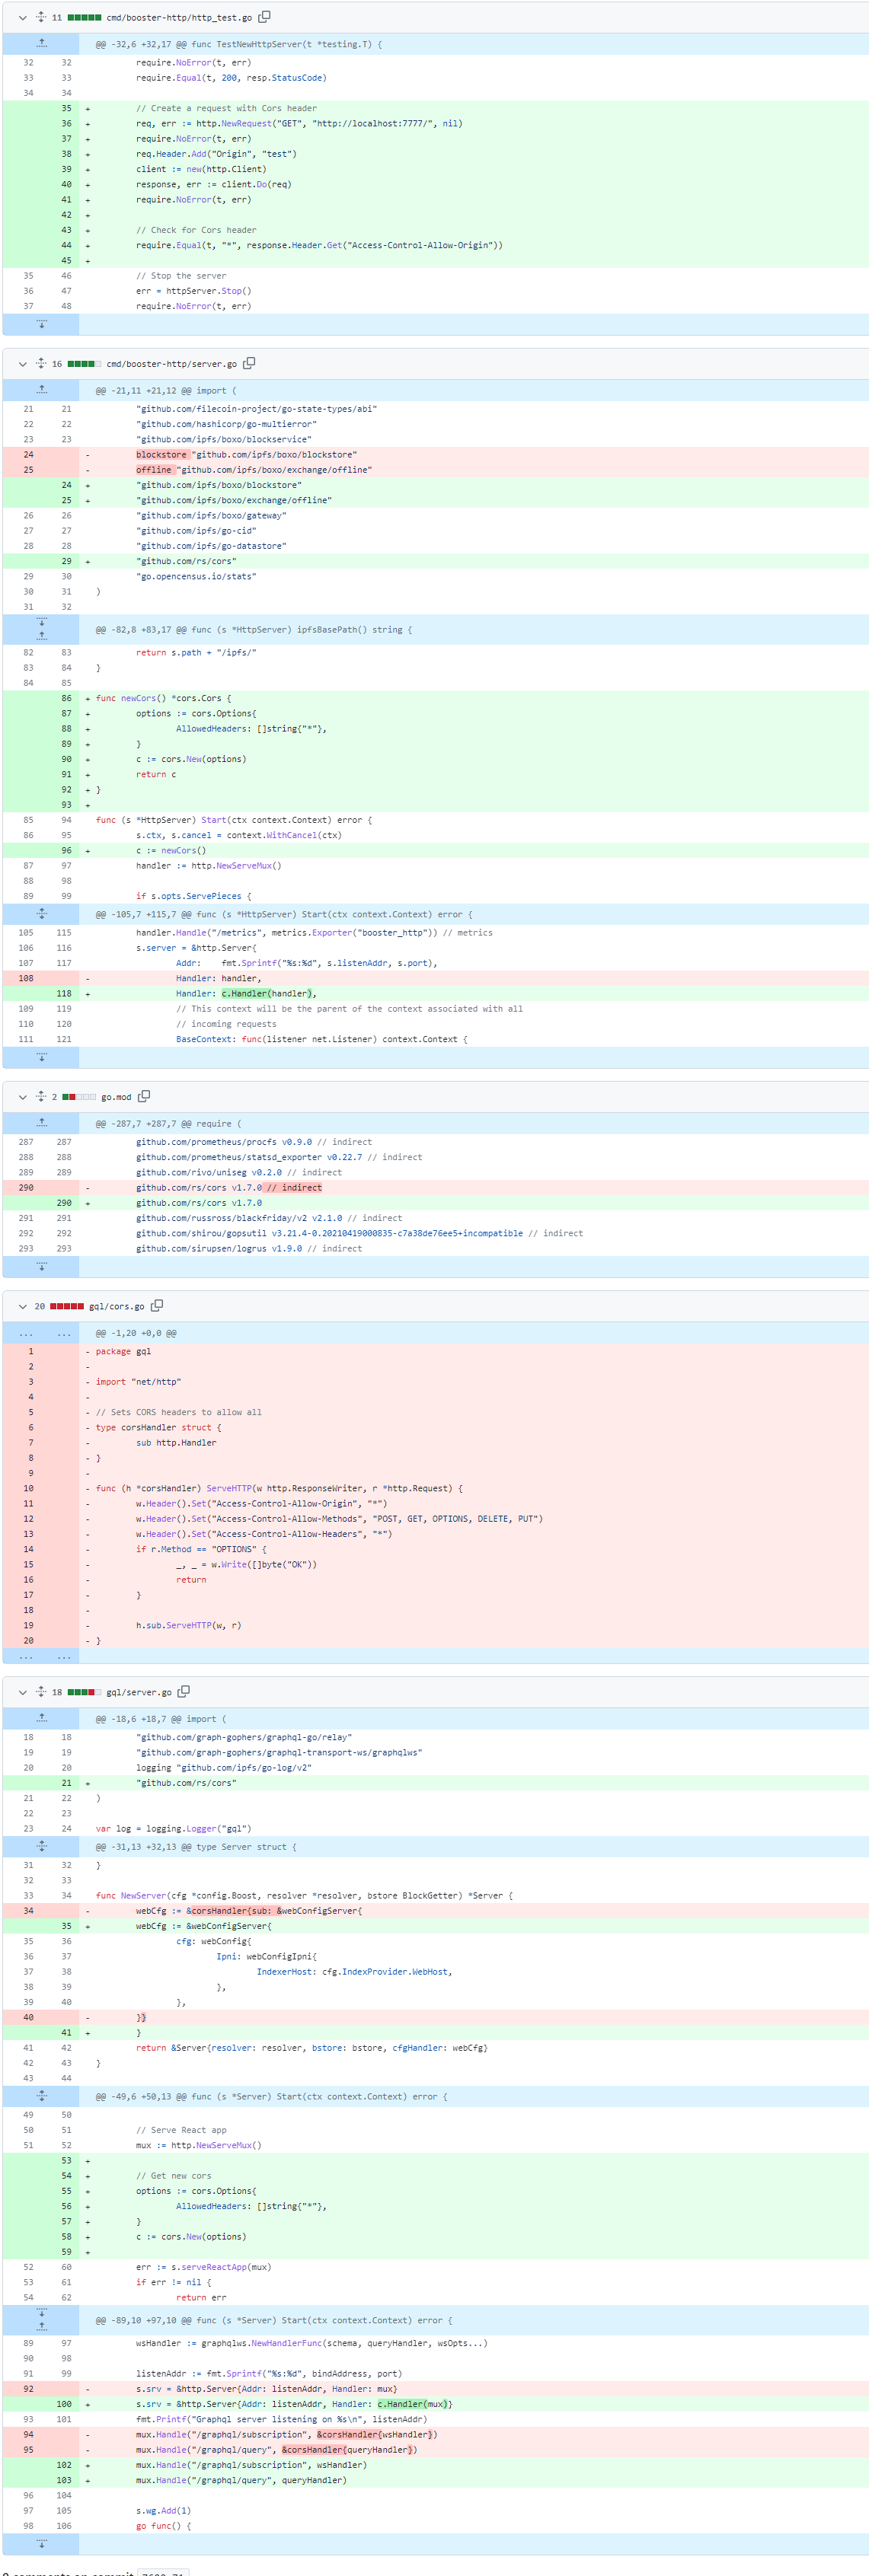 11 cmd/booster-http/http_test.go
@@ -32,6 +32,17 @@ func TestNewHttpServer(t *testing.T) {
32 32 require.NoError(t, err)
33 33 require.Equal(t, 200, resp.StatusCode)
34 34
35 + // Create a request with Cors header
36 + req, err := http.NewRequest("GET", "http://localhost:7777/", nil)
37 + require.NoError(t, err)
38 + req.Header.Add("Origin", "test")
39 + client := new(http.Client)
40 + response, err := client.Do(req)
41 + require.NoError(t, err)
42 +
43 + // Check for Cors header
44 + require.Equal(t, "*", response.Header.Get("Access-Control-Allow-Origin"))
45 +
35 46 // Stop the server
36 47 err = httpServer.Stop()
37 48 require.NoError(t, err)
16 cmd/booster-http/server.go
@@ -21,11 +21,12 @@ import (
21 21 "github.com/filecoin-project/go-state-types/abi"
22 22 "github.com/hashicorp/go-multierror"
23 23 "github.com/ipfs/boxo/blockservice"
24 - blockstore "github.com/ipfs/boxo/blockstore"
25 - offline "github.com/ipfs/boxo/exchange/offline"
24 + "github.com/ipfs/boxo/blockstore"
25 + "github.com/ipfs/boxo/exchange/offline"
26 26 "github.com/ipfs/boxo/gateway"
27 27 "github.com/ipfs/go-cid"
28 28 "github.com/ipfs/go-datastore"
29 + "github.com/rs/cors"
29 30 "go.opencensus.io/stats"
30 31 )
31 32
@@ -82,8 +83,17 @@ func (s *HttpServer) ipfsBasePath() string {
82 83 return s.path + "/ipfs/"
83 84 }
84 85
86 + func newCors() *cors.Cors {
87 + options := cors.Options{
88 + AllowedHeaders: []string{"*"},
89 + }
90 + c := cors.New(options)
91 + return c
92 + }
93 +
85 94 func (s *HttpServer) Start(ctx context.Context) error {
86 95 s.ctx, s.cancel = context.WithCancel(ctx)
96 + c := newCors()
87 97 handler := http.NewServeMux()
88 98
89 99 if s.opts.ServePieces {
@@ -105,7 +115,7 @@ func (s *HttpServer) Start(ctx context.Context) error {
105 115 handler.Handle("/metrics", metrics.Exporter("booster_http")) // metrics
106 116 s.server = &http.Server{
107 117 Addr: fmt.Sprintf("%s:%d", s.listenAddr, s.port),
108 - Handler: handler,
118 + Handler: c.Handler(handler),
109 119 // This context will be the parent of the context associated with all
110 120 // incoming requests
111 121 BaseContext: func(listener net.Listener) context.Context {
2 go.mod
@@ -287,7 +287,7 @@ require (
287 287 github.com/prometheus/procfs v0.9.0 // indirect
288 288 github.com/prometheus/statsd_exporter v0.22.7 // indirect
289 289 github.com/rivo/uniseg v0.2.0 // indirect
290 - github.com/rs/cors v1.7.0 // indirect
290 + github.com/rs/cors v1.7.0
291 291 github.com/russross/blackfriday/v2 v2.1.0 // indirect
292 292 github.com/shirou/gopsutil v3.21.4-0.20210419000835-c7a38de76ee5+incompatible // indirect
293 293 github.com/sirupsen/logrus v1.9.0 // indirect
20 gql/cors.go
... ... @@ -1,20 +0,0 @@
1 - package gql
2 -
3 - import "net/http"
4 -
5 - // Sets CORS headers to allow all
6 - type corsHandler struct {
7 - sub http.Handler
8 - }
9 -
10 - func (h *corsHandler) ServeHTTP(w http.ResponseWriter, r *http.Request) {
11 - w.Header().Set("Access-Control-Allow-Origin", "*")
12 - w.Header().Set("Access-Control-Allow-Methods", "POST, GET, OPTIONS, DELETE, PUT")
13 - w.Header().Set("Access-Control-Allow-Headers", "*")
14 - if r.Method == "OPTIONS" {
15 - _, _ = w.Write([]byte("OK"))
16 - return
17 - }
18 -
19 - h.sub.ServeHTTP(w, r)
20 - }
... ...
18 gql/server.go
@@ -18,6 +18,7 @@ import (
18 18 "github.com/graph-gophers/graphql-go/relay"
19 19 "github.com/graph-gophers/graphql-transport-ws/graphqlws"
20 20 logging "github.com/ipfs/go-log/v2"
21 + "github.com/rs/cors"
21 22 )
22 23
23 24 var log = logging.Logger("gql")
@@ -31,13 +32,13 @@ type Server struct {
31 32 }
32 33
33 34 func NewServer(cfg *config.Boost, resolver *resolver, bstore BlockGetter) *Server {
34 - webCfg := &corsHandler{sub: &webConfigServer{
35 + webCfg := &webConfigServer{
35 36 cfg: webConfig{
36 37 Ipni: webConfigIpni{
37 38 IndexerHost: cfg.IndexProvider.WebHost,
38 39 },
39 40 },
40 - }}
41 + }
41 42 return &Server{resolver: resolver, bstore: bstore, cfgHandler: webCfg}
42 43 }
43 44
@@ -49,6 +50,13 @@ func (s *Server) Start(ctx context.Context) error {
49 50
50 51 // Serve React app
51 52 mux := http.NewServeMux()
53 +
54 + // Get new cors
55 + options := cors.Options{
56 + AllowedHeaders: []string{"*"},
57 + }
58 + c := cors.New(options)
59 +
52 60 err := s.serveReactApp(mux)
53 61 if err != nil {
54 62 return err
@@ -89,10 +97,10 @@ func (s *Server) Start(ctx context.Context) error {
89 97 wsHandler := graphqlws.NewHandlerFunc(schema, queryHandler, wsOpts...)
90 98
91 99 listenAddr := fmt.Sprintf("%s:%d", bindAddress, port)
92 - s.srv = &http.Server{Addr: listenAddr, Handler: mux}
100 + s.srv = &http.Server{Addr: listenAddr, Handler: c.Handler(mux)}
93 101 fmt.Printf("Graphql server listening on %s\n", listenAddr)
94 - mux.Handle("/graphql/subscription", &corsHandler{wsHandler})
95 - mux.Handle("/graphql/query", &corsHandler{queryHandler})
102 + mux.Handle("/graphql/subscription", wsHandler)
103 + mux.Handle("/graphql/query", queryHandler)
96 104
97 105 s.wg.Add(1)
98 106 go func() {